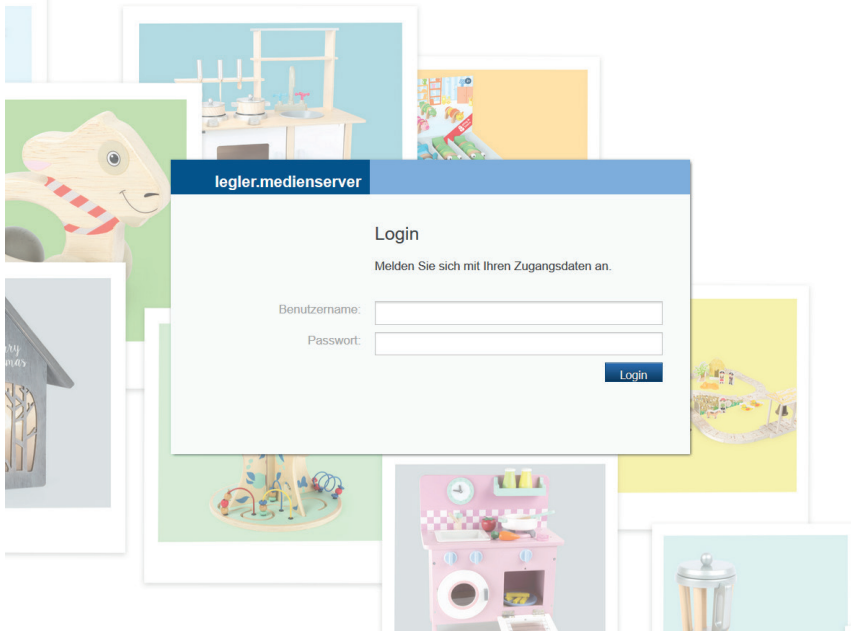 legler.medienserver
Login
Melden Sie sich mit Ihren Zugangsdaten an.
Benutzername:
Passwort:
Login